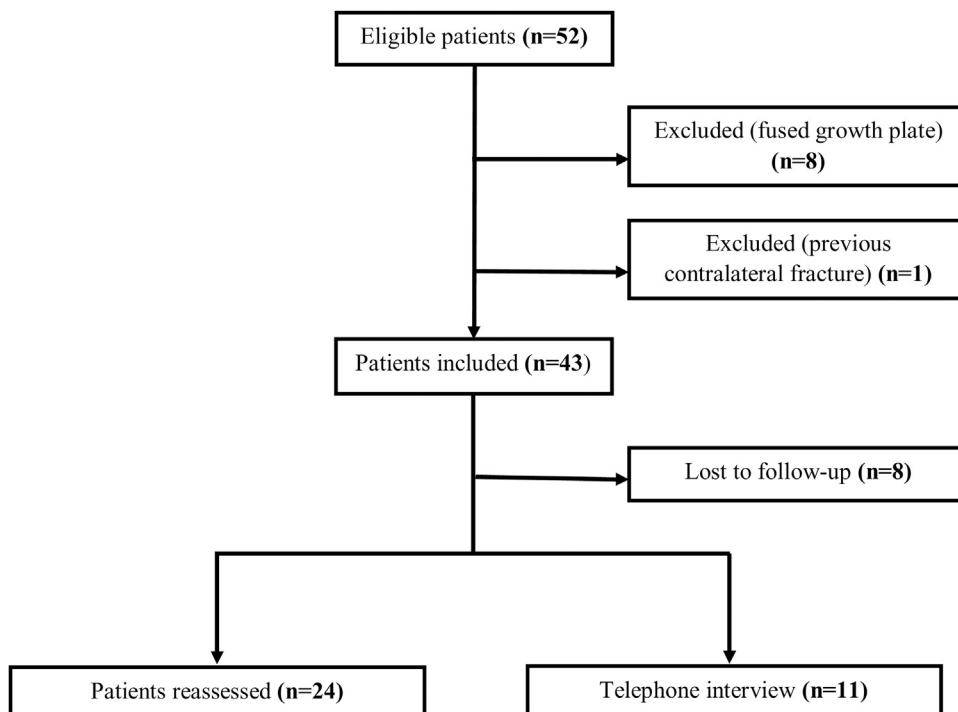 Eligible patients (n=52)
Excluded (fused growth plate)
(n=8)
Excluded (previous
contralateral fracture) (n=1)
Patients included (n=43)
Lost to follow-up (n=8)
Patients reassessed (n=24)
Telephone interview (n=11)